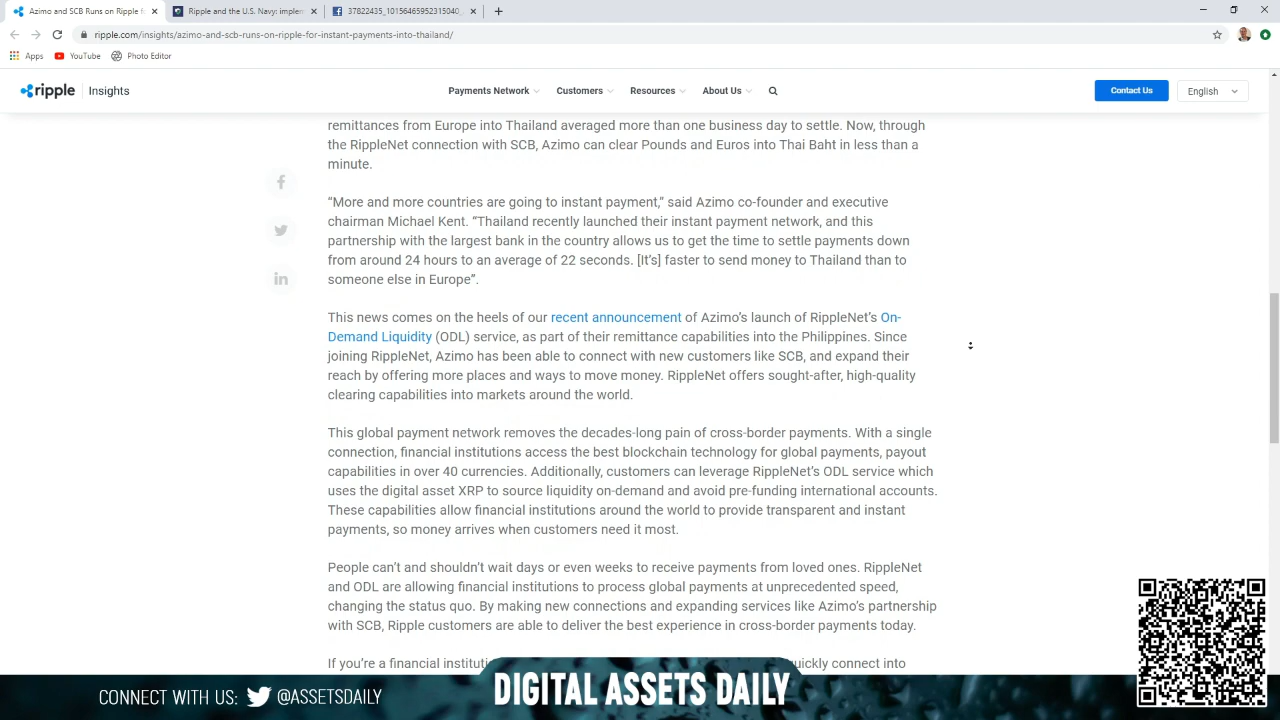 Azimo and SCB Runs on Ripple f
Ripple and the U.S. Navy: implem
37822435_10156465952315040_
ripple.com/insights/azimo-and-scb-runs-on-ripple-for-instant-payments-into-thailand/
Apps
YouTube
Photo Editor
ripple
Insights
Payments Network
Customers
Resources
About Us
Contact Us
English
remittances from Europe into Thailand averaged more than one business day to settle. Now, through
the RippleNet connection with SCB, Azimo can clear Pounds and Euros into Thai Baht in less than a
minute.
“More and more countries are going to instant payment,” said Azimo co-founder and executive
chairman Michael Kent. “Thailand recently launched their instant payment network, and this
partnership with the largest bank in the country allows us to get the time to settle payments down
from around 24 hours to an average of 22 seconds. [It’s] faster to send money to Thailand than to
someone else in Europe”.
This news comes on the heels of our recent announcement of Azimo’s launch of RippleNet’s On-
Demand Liquidity (ODL) service, as part of their remittance capabilities into the Philippines. Since
joining RippleNet, Azimo has been able to connect with new customers like SCB, and expand their
reach by offering more places and ways to move money. RippleNet offers sought-after, high-quality
clearing capabilities into markets around the world.
This global payment network removes the decades-long pain of cross-border payments. With a single
connection, financial institutions access the best blockchain technology for global payments, payout
capabilities in over 40 currencies. Additionally, customers can leverage RippleNet’s ODL service which
uses the digital asset XRP to source liquidity on-demand and avoid pre-funding international accounts.
These capabilities allow financial institutions around the world to provide transparent and instant
payments, so money arrives when customers need it most.
People can’t and shouldn’t wait days or even weeks to receive payments from loved ones. RippleNet
and ODL are allowing financial institutions to process global payments at unprecedented speed,
changing the status quo. By making new connections and expanding services like Azimo’s partnership
with SCB, Ripple customers are able to deliver the best experience in cross-border payments today.
If you’re a financial instituti
uickly connect into
CONNECT WITH US:
@ASSETSDAILY
DIGITAL ASSETS DAILY